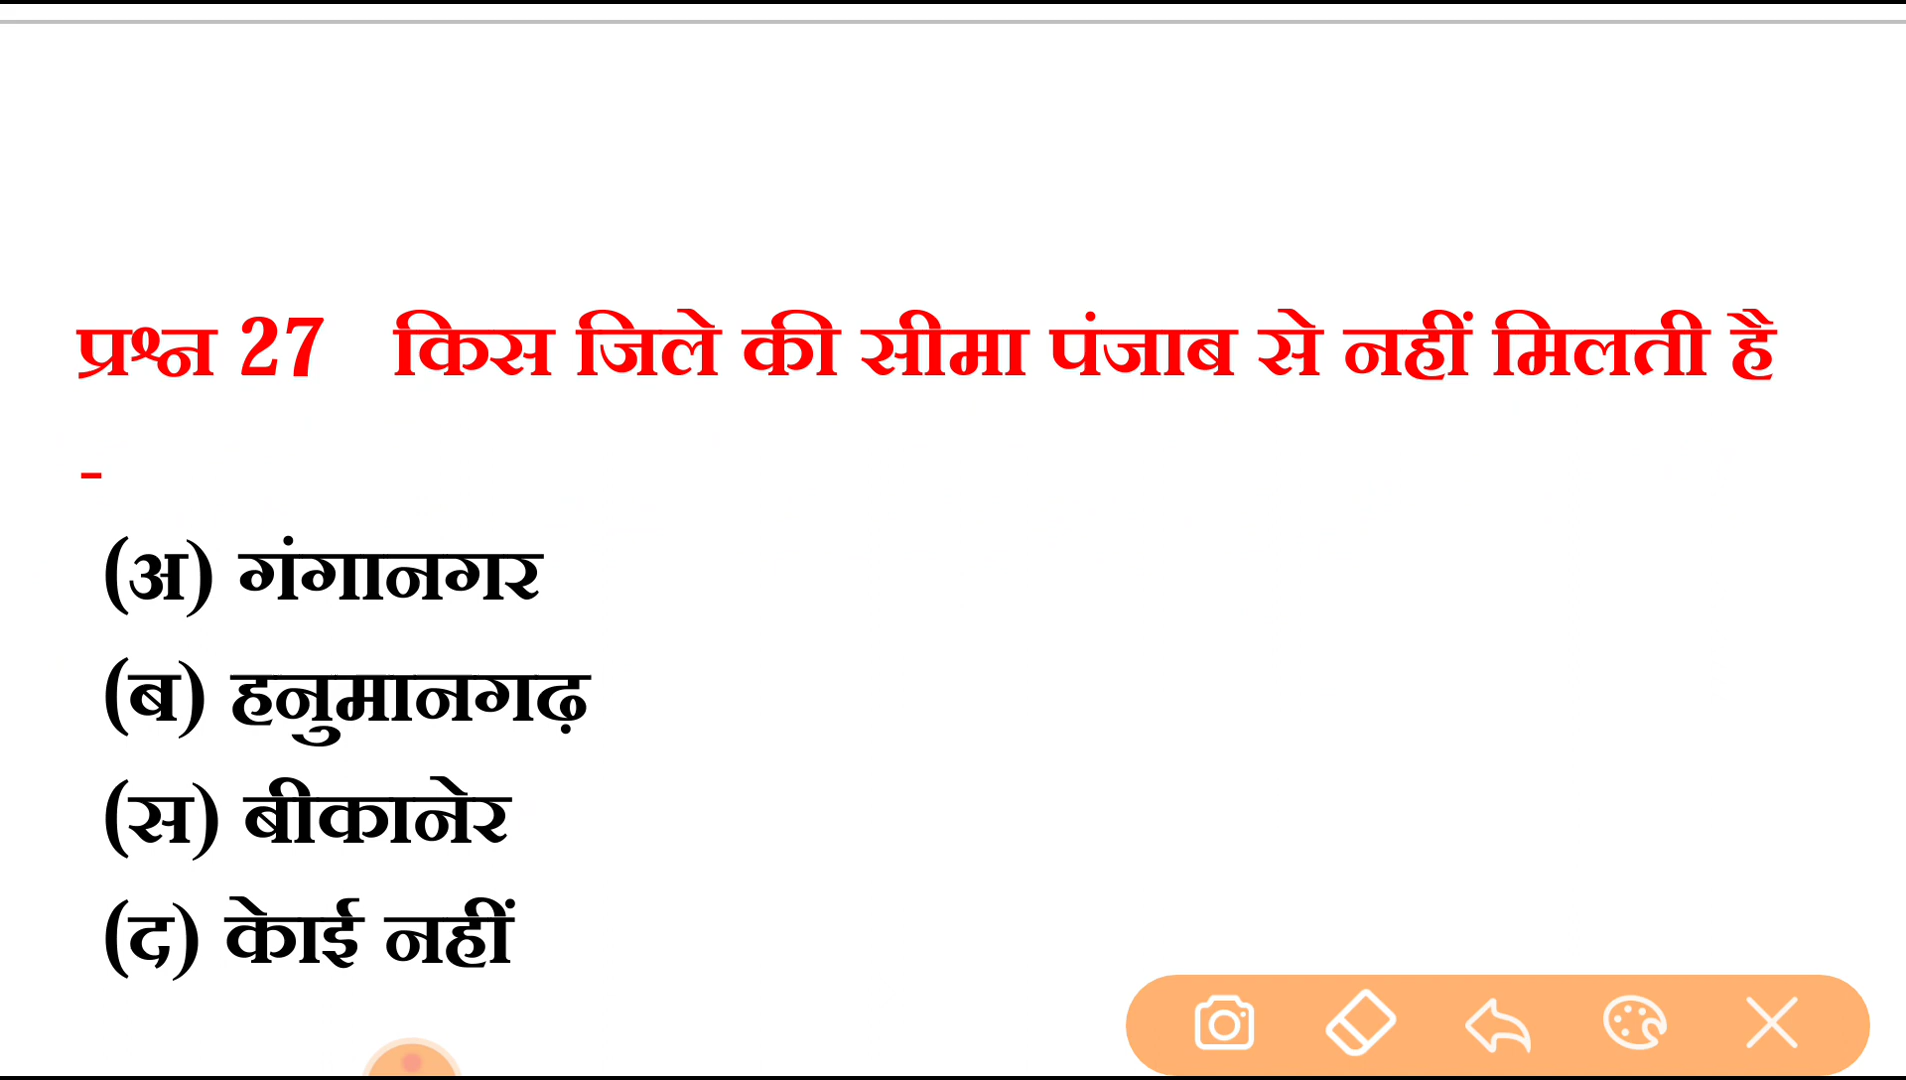 प्रश्न 27 किस जिले की सीमा पंजाब से नहीं मिलती है
-
(अ) गंगानगर
(ब) हनुमानगढ़
(स) बीकानेर
(द) केाई नहीं